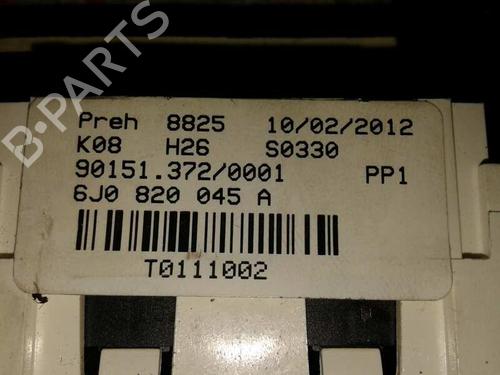 Preh 8825 10/02/2012
K08 H26 S0330
90151.372/0001 PP1
6J0 820 045 A
T0111002
B-PARTS